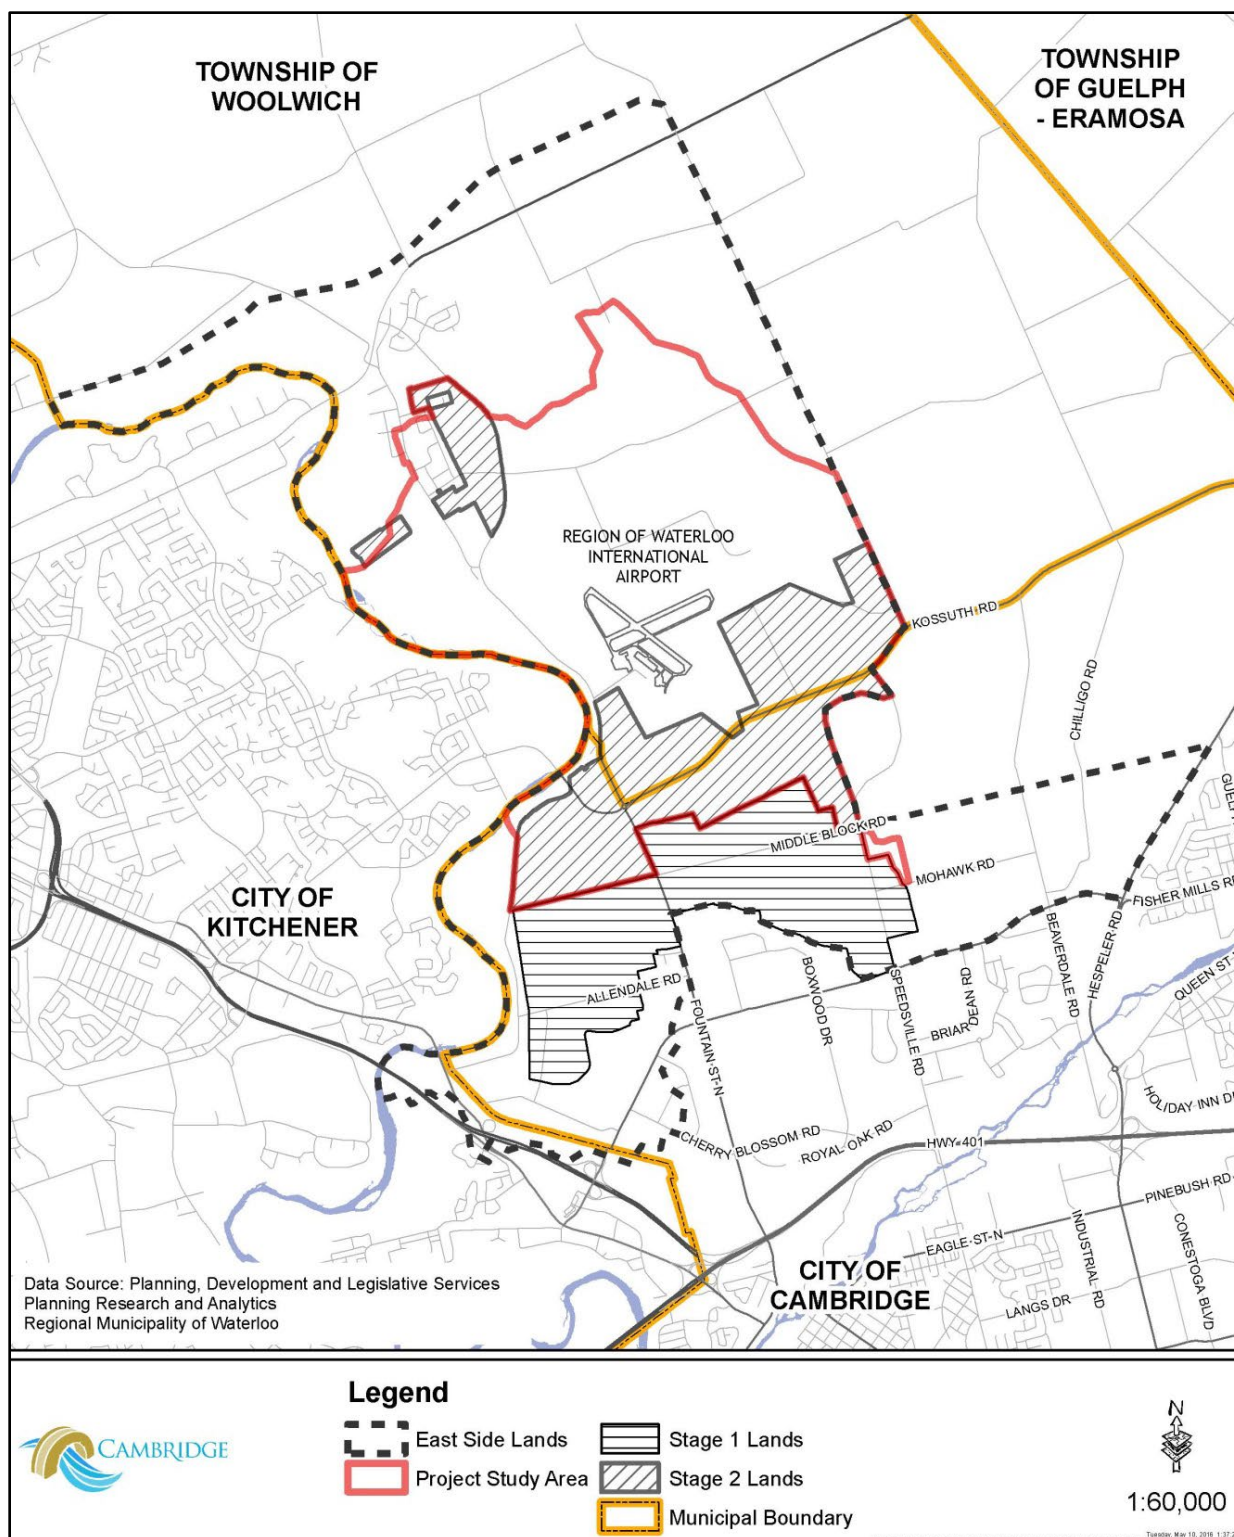 TOWNSHIP OF
WOOLWICH
TOWNSHIP
OF GUELPH
- ERAMOSA
REGION OF WATERLOO
INTERNATIONAL
AIRPORT
KOSSUTH RD
CHILLIGO RD
MIDDLE BLOCK RD
MOHAWK RD
CITY OF
KITCHENER
FISHER MILLS RD
BEAVERDALE RD
HESPELER RD
QUEEN ST
ALLENDALE RD
FOUNTAIN ST N
BOXWOOD DR
SPEEDSVILLE RD
BRIAR
DEAN RD
HOLIDAY INN D
CHERRY BLOSSOM RD
ROYAL OAK RD
HWY 401
PINEBUSH RD
EAGLE ST N
INDUSTRIAL RD
CONESTOGA BLVD
LANGS DR
CITY OF
CAMBRIDGE
Data Source: Planning, Development and Legislative Services
Planning Research and Analytics
Regional Municipality of Waterloo
Legend
East Side Lands
Project Study Area
Stage 1 Lands
Stage 2 Lands
Municipal Boundary
CAMBRIDGE
N
1:60,000